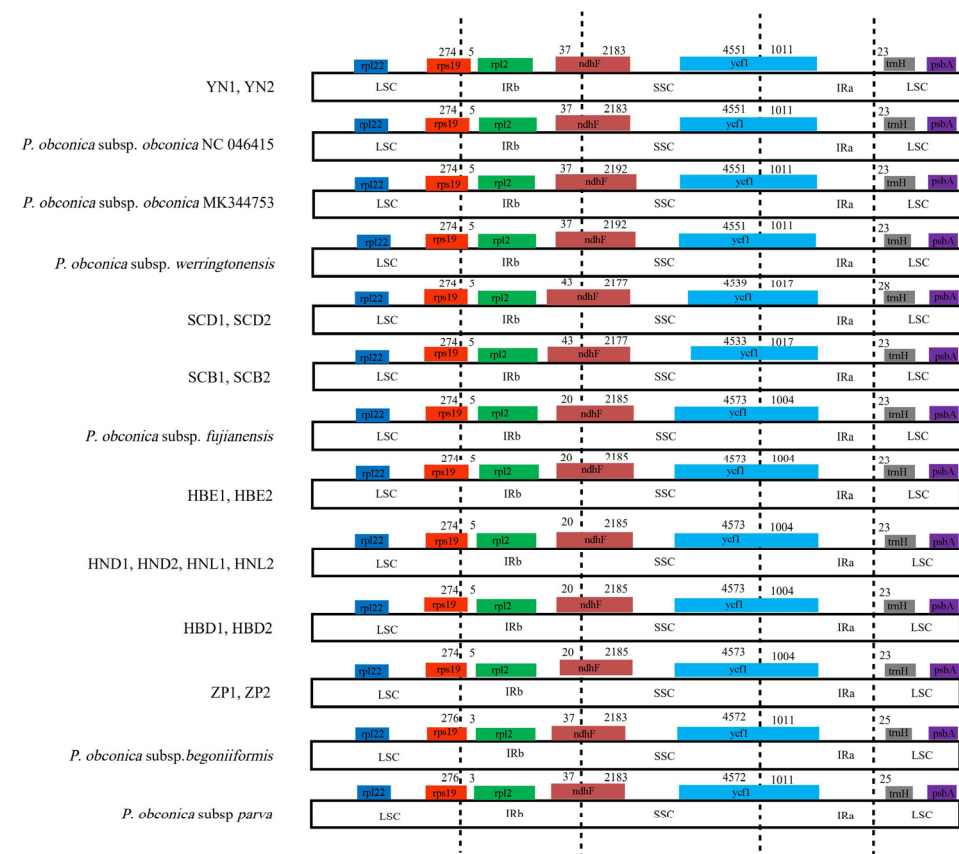 274 5 37 2183 4551 1011 23
rpl22 rps19 rpl2 ndhF ycf1 trnH psbA
YN1, YN2 LSC IRb SSC IRa LSC
274 5 37 2183 4551 1011 23
rpl22 rps19 rpl2 ndhF ycf1 trnH psbA
P. obconica subsp. obconica NC 046415 LSC IRb SSC IRa LSC
274 5 37 2192 4551 1011 23
rpl22 rps19 rpl2 ndhF ycf1 trnH psbA
P. obconica subsp. obconica MK344753 LSC IRb SSC IRa LSC
274 5 37 2192 4551 1011 23
rpl22 rps19 rpl2 ndhF ycf1 trnH psbA
P. obconica subsp. werringtonensis LSC IRb SSC IRa LSC
274 5 43 2177 4539 1017 28
rpl22 rps19 rpl2 ndhF ycf1 trnH psbA
SCD1, SCD2 LSC IRb SSC IRa LSC
274 5 43 2177 4533 1017 23
rpl22 rps19 rpl2 ndhF ycf1 trnH psbA
SCB1, SCB2 LSC IRb SSC IRa LSC
274 5 20 2185 4573 1004 23
rpl22 rps19 rpl2 ndhF ycf1 trnH psbA
P. obconica subsp. fujianensis LSC IRb SSC IRa LSC
274 5 20 2185 4573 1004 23
rpl22 rps19 rpl2 ndhF ycf1 trnH psbA
HBE1, HBE2 LSC IRb SSC IRa LSC
274 5 20 2185 4573 1004 23
rpl22 rps19 rpl2 ndhF ycf1 trnH psbA
HND1, HND2, HNL1, HNL2 LSC IRb SSC IRa LSC
274 5 20 2185 4573 1004 23
rpl22 rps19 rpl2 ndhF ycf1 trnH psbA
HBD1, HBD2 LSC IRb SSC IRa LSC
274 5 20 2185 4573 1004 23
rpl22 rps19 rpl2 ndhF ycf1 trnH psbA
ZP1, ZP2 LSC IRb SSC IRa LSC
276 3 37 2183 4572 1011 25
rpl22 rps19 rpl2 ndhF ycf1 trnH psbA
P. obconica subsp.begoniiformis LSC IRb SSC IRa LSC
276 3 37 2183 4572 1011 25
rpl22 rps19 rpl2 ndhF ycf1 trnH psbA
P. obconica subsp parva LSC IRb SSC IRa LSC